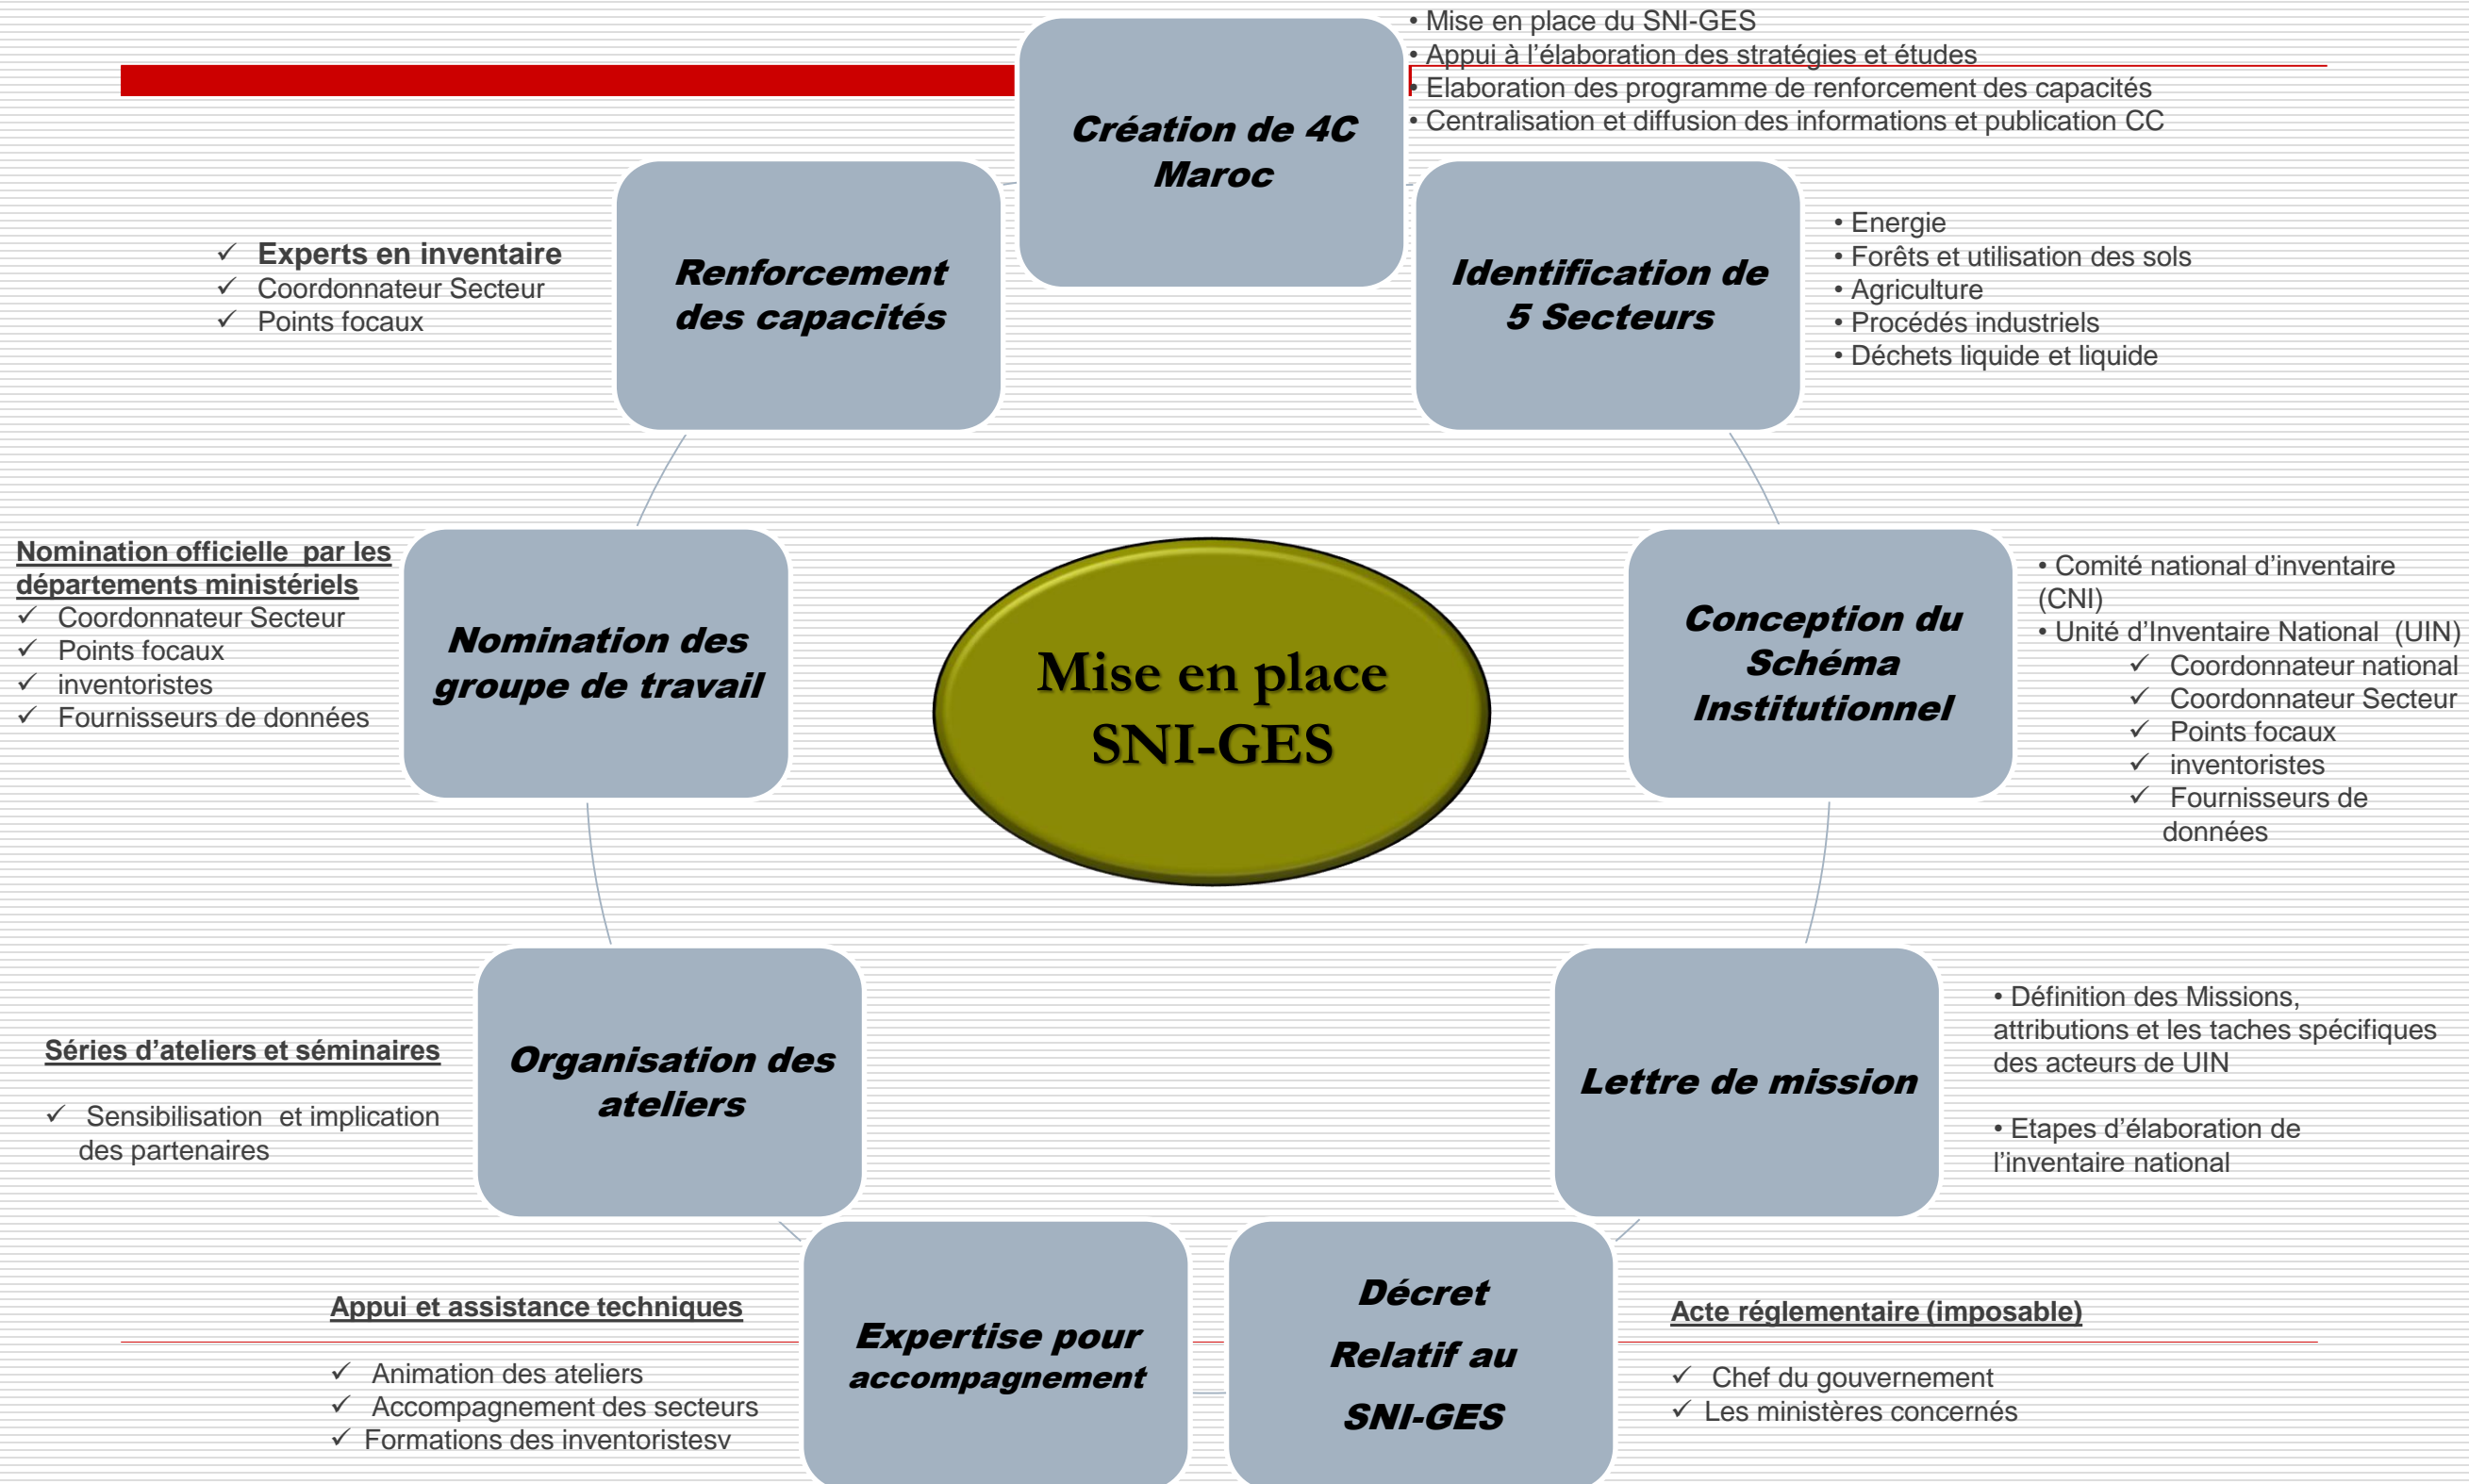 Création de 4C
Maroc
• Mise en place du SNI-GES
• Appui à l’élaboration des stratégies et études
• Elaboration des programme de renforcement des capacités
• Centralisation et diffusion des informations et publication CC
Identification de
5 Secteurs
• Energie
• Forêts et utilisation des sols
• Agriculture
• Procédés industriels
• Déchets liquide et liquide
Conception du
Schéma
Institutionnel
• Comité national d’inventaire
(CNI)
• Unité d’Inventaire National (UIN)
✓ Coordonnateur national
✓ Coordonnateur Secteur
✓ Points focaux
✓ inventoristes
✓ Fournisseurs de
données
Lettre de mission
• Définition des Missions,
attributions et les taches spécifiques
des acteurs de UIN
• Etapes d’élaboration de
l’inventaire national
Décret
Relatif au
SNI-GES
Acte réglementaire (imposable)
✓ Chef du gouvernement
✓ Les ministères concernés
Expertise pour
accompagnement
Appui et assistance techniques
✓ Animation des ateliers
✓ Accompagnement des secteurs
✓ Formations des inventoristesv
Organisation des
ateliers
Séries d’ateliers et séminaires
✓ Sensibilisation et implication
des partenaires
Nomination des
groupe de travail
Nomination officielle par les
départements ministériels
✓ Coordonnateur Secteur
✓ Points focaux
✓ inventoristes
✓ Fournisseurs de données
Renforcement
des capacités
✓ Experts en inventaire
✓ Coordonnateur Secteur
✓ Points focaux
Mise en place
SNI-GES